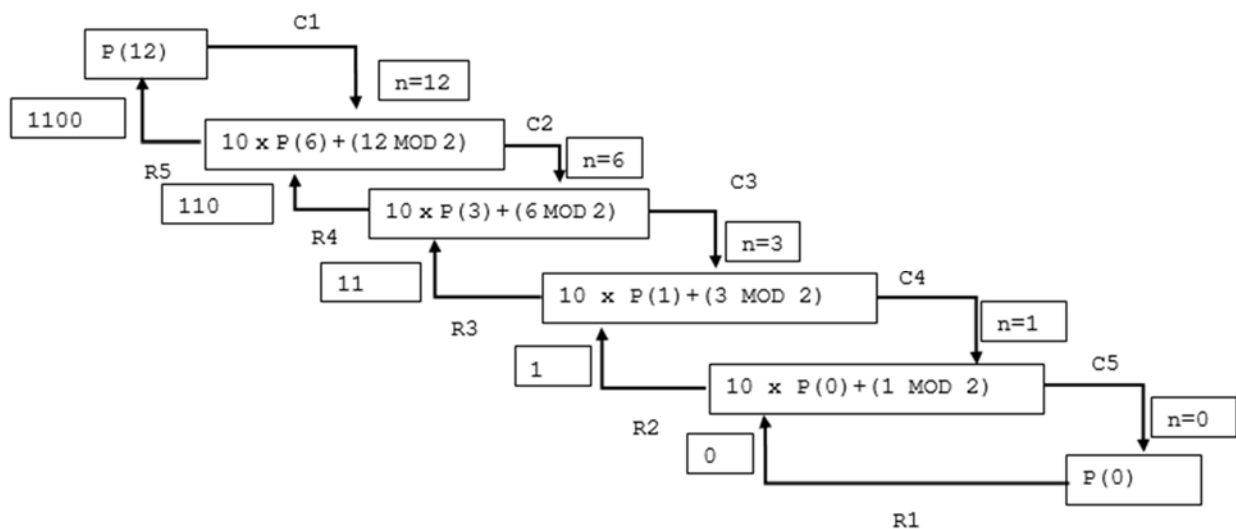 C1
P(12)
n=12
1100
C2
10 x P(6)+(12 MOD 2)
n=6
R5
C3
110
10 x P(3)+(6 MOD 2)
R4
n=3
11
C4
10 x P(1)+(3 MOD 2)
R3
n=1
1
C5
10 x P(0)+(1 MOD 2)
n=0
R2
0
P(0)
R1